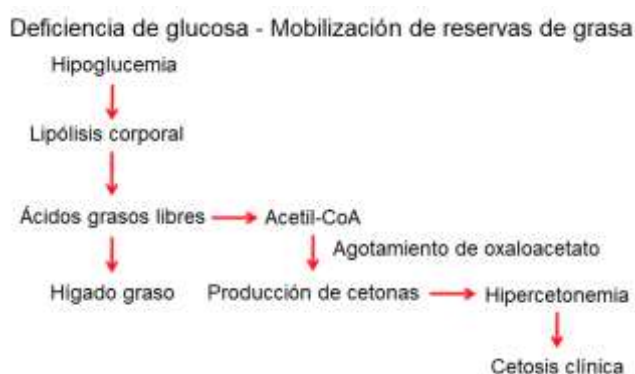 Deficiencia de glucosa - Mobilización de reservas de grasa
Hipoglucemia
Lipólisis corporal
Ácidos grasos libres
Acetil-CoA
Agotamiento de oxaloacetato
Hígado graso
Producción de cetonas
Hipercetonemia
Cetosis clínica